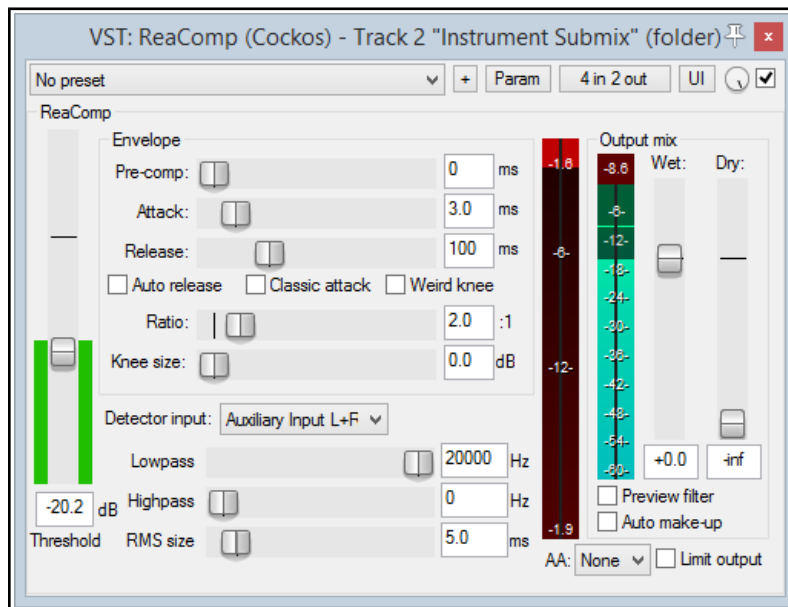 VST: ReaComp (Cockos) - Track 2 "Instrument Submix" (folder) x
No preset + Param 4 in 2 out UI
ReaComp
Envelope
Pre-comp: 0 ms
Attack: 3.0 ms
Release: 100 ms
Auto release Classic attack Weird knee
Ratio: 2.0 :1
Knee size: 0.0 dB
Detector input: Auxiliary Input L+R
Lowpass 20000 Hz
Highpass 0 Hz
RMS size 5.0 ms
-20.2 dB
Threshold
-1.6
-6-
-12-
-1.9
AA: None Limit output
Output mix
Wet: Dry:
-8.6
-6-
-12-
-18-
-24-
-30-
-36-
-42-
-48-
-54-
-60-
+0.0 -inf
Preview filter
Auto make-up